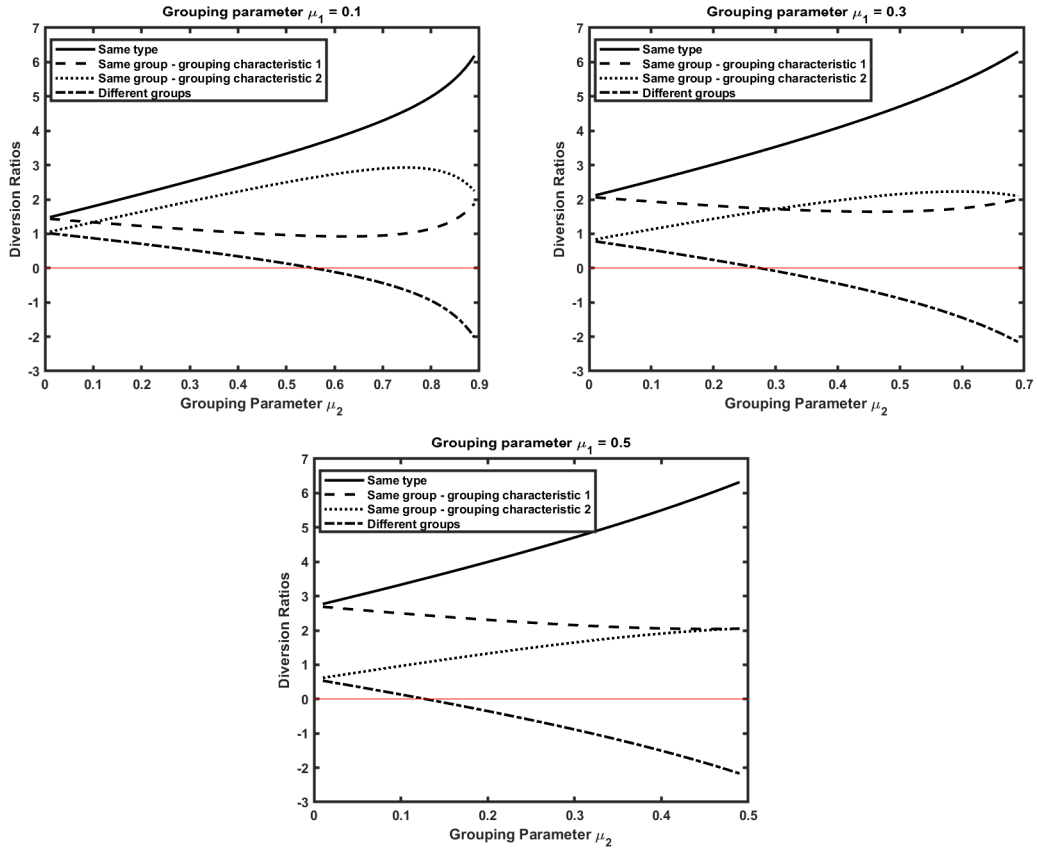 Grouping parameter μ1 = 0.1
7
6
5
4
3
2
1
0
-1
-2
-3
Diversion Ratios
Same type
Same group - grouping characteristic 1
Same group - grouping characteristic 2
Different groups
0 0.1 0.2 0.3 0.4 0.5 0.6 0.7 0.8 0.9
Grouping Parameter μ2
Grouping parameter μ1 = 0.3
7
6
5
4
3
2
1
0
-1
-2
-3
Diversion Ratios
Same type
Same group - grouping characteristic 1
Same group - grouping characteristic 2
Different groups
0 0.1 0.2 0.3 0.4 0.5 0.6 0.7
Grouping Parameter μ2
Grouping parameter μ1 = 0.5
7
6
5
4
3
2
1
0
-1
-2
-3
Diversion Ratios
Same type
Same group - grouping characteristic 1
Same group - grouping characteristic 2
Different groups
0 0.1 0.2 0.3 0.4 0.5
Grouping Parameter μ2